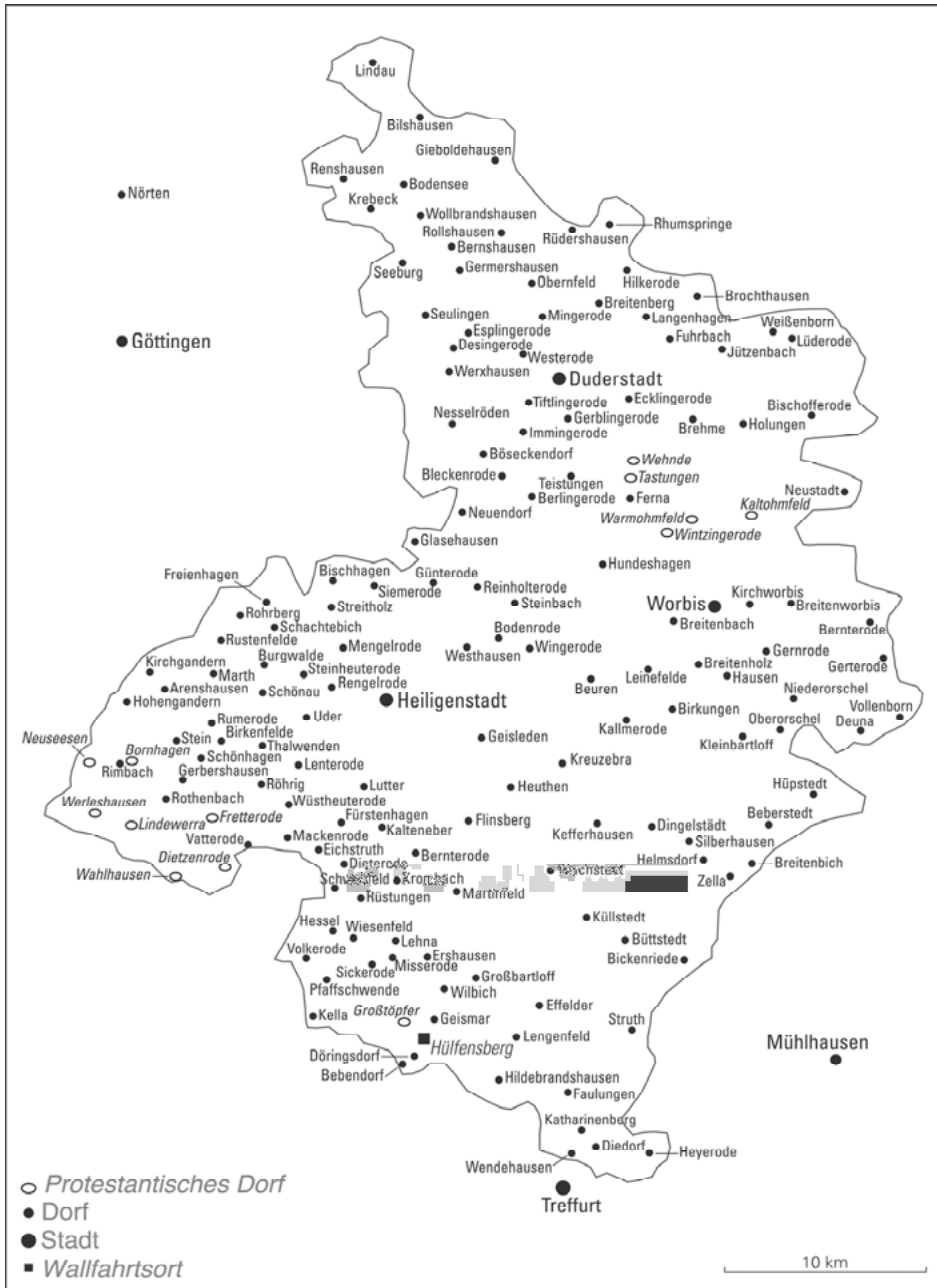 Lindau
Bilshausen
Gieboldehausen
Renshausen
Bodensee
Nörten
Krebeck
Wollbrandshausen
Rollshausen
Rüdershausen
Rhumspringe
Bernshausen
Seeburg
Germershausen
Obernfeld
Hilkerode
Breitenberg
Brochthausen
Seulingen
Mingerode
Langenhagen
Weißenborn
Göttingen
Esplingerode
Fuhrbach
Lüderode
Desingerode
Westerode
Jützenbach
Werxhausen
Duderstadt
Tiftlingerode
Ecklingerode
Bischofferode
Nesselröden
Gerblingerode
Brehme
Holungen
Immingerode
Böseckendorf
Wehnde
Bleckenrode
Teistungen
Tastungen
Neustadt
Berlingerode
Ferna
Kaltohmfeld
Neuendorf
Warmohmfeld
Wintzingerode
Glasehausen
Hundeshagen
Freienhagen
Bischhagen
Günterode
Siemerode
Reinholterode
Kirchworbis
Rohrberg
Streitholz
Steinbach
Worbis
Breitenworbis
Schachtebich
Breitenbach
Bernterode
Rustenfelde
Mengelrode
Bodenrode
Westhausen
Wingerode
Gernrode
Kirchgandern
Burgwalde
Breitenholz
Gerterode
Marth
Steinheuterode
Leinefelde
Hausen
Arenshausen
Schönau
Rengelrode
Beuren
Hohengandern
Heiligenstadt
Niederorschel
Birkungen
Vollenborn
Rumerode
Uder
Kallmerode
Oberorschel
Deuna
Neuseesen
Bornhagen
Stein
Birkenfelde
Geisleden
Kleinbartloff
Thalwenden
Rimbach
Schönhagen
Lenterode
Kreuzebra
Gerbershausen
Röhrig
Lutter
Heuthen
Hüpstedt
Rothenbach
Wüstheuterode
Werleshausen
Lindewerra
Fretterode
Fürstenhagen
Flinsberg
Beberstedt
Kalteneber
Kefferhausen
Dingelstädt
Vatterode
Mackenrode
Silberhausen
Eichstruth
Bernterode
Dietzenrode
Dieterode
Helmsdorf
Breitenbich
Wahlhausen
Wachstedt
Zella
Schwobfeld
Krombach
Martinfeld
Rüstungen
Küllstedt
Hessel
Wiesenfeld
Lehna
Büttstedt
Volkerode
Ershausen
Bickenriede
Sickerode
Misserode
Großbartloff
Pfaffschwende
Wilbich
Großtöpfer
Effelder
Kella
Geismar
Struth
Lengenfeld
Hülfensberg
Mühlhausen
Döringsdorf
Bebendorf
Hildebrandshausen
Faulungen
Katharinenberg
Diedorf
Wendehausen
Heyerode
Treffurt
Protestantisches Dorf
Dorf
Stadt
Wallfahrtsort
10 km